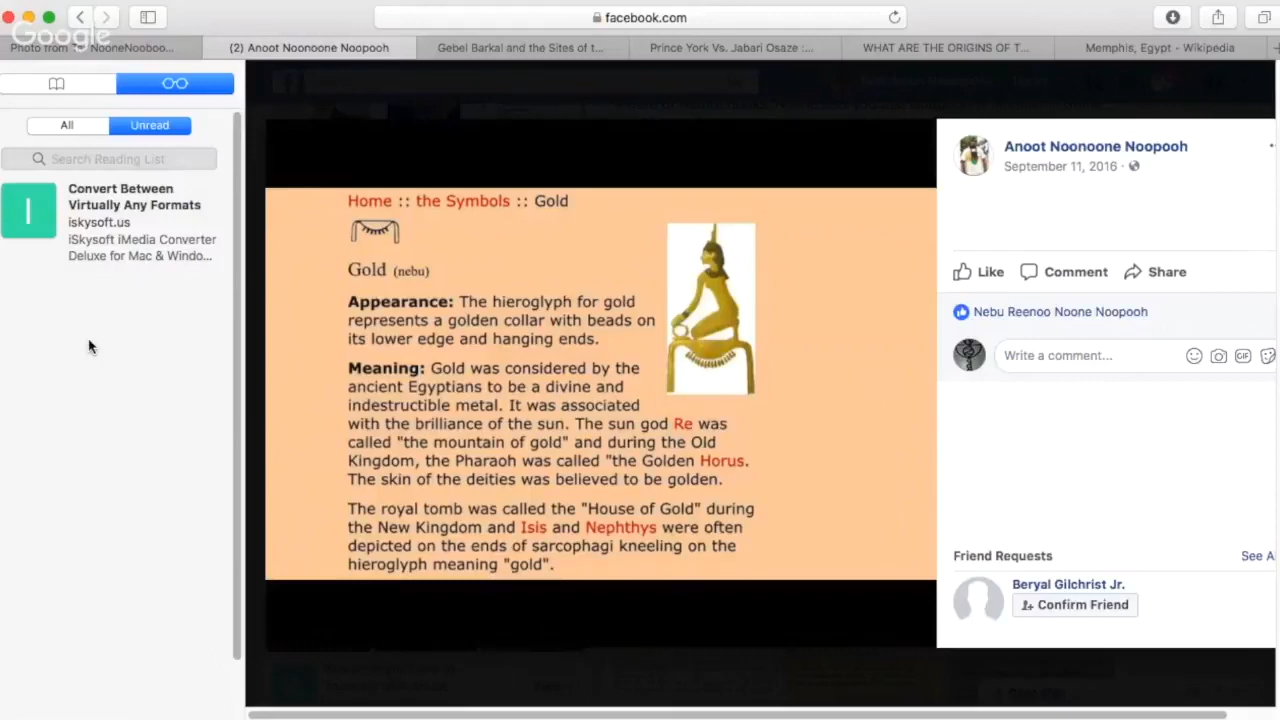 facebook.com
Google
Photo from
NooneNooboo...
(2) Anoot Noonoone Noopooh
Gebel Barkal and the Sites of t...
Prince York Vs. Jabari Osaze :...
WHAT ARE THE ORIGINS OF T...
Memphis, Egypt - Wikipedia
All
Unread
Search Reading List
Convert Between
Virtually Any Formats
iskysoft.us
iSkysoft iMedia Converter
Deluxe for Mac & Windo...
Home :: the Symbols :: Gold
Gold (nebu)
Appearance: The hieroglyph for gold
represents a golden collar with beads on
its lower edge and hanging ends.
Meaning: Gold was considered by the
ancient Egyptians to be a divine and
indestructible metal. It was associated
with the brilliance of the sun. The sun god Re was
called "the mountain of gold" and during the Old
Kingdom, the Pharaoh was called "the Golden Horus.
The skin of the deities was believed to be golden.
The royal tomb was called the "House of Gold" during
the New Kingdom and Isis and Nephthys were often
depicted on the ends of sarcophagi kneeling on the
hieroglyph meaning "gold".
Anoot Noonoone Noopooh
September 11, 2016
Like
Comment
Share
Nebu Reenoo Noone Noopooh
Write a comment...
GIF
Friend Requests
See A
Beryal Gilchrist Jr.
Confirm Friend